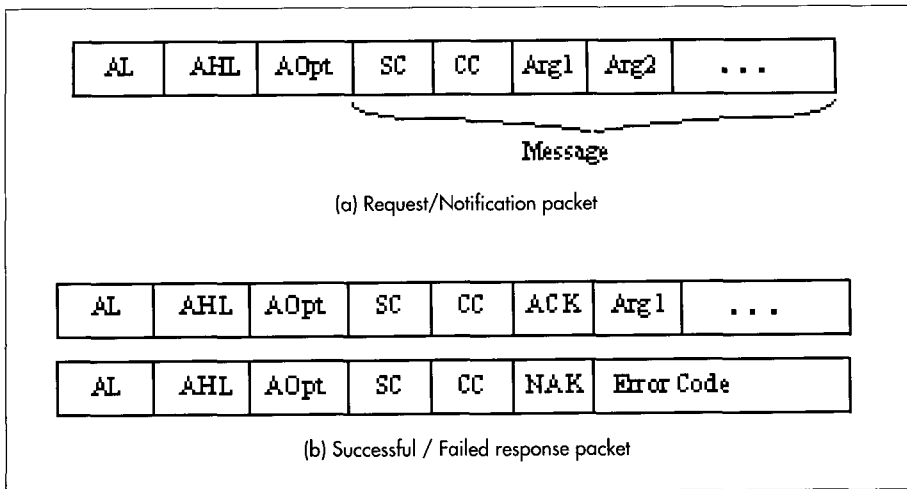 AL AHL AOpt SC CC Arg1 Arg2 ...
Message
(a) Request/Notification packet
AL AHL AOpt SC CC ACK Arg1 ...
AL AHL AOpt SC CC NAK Error Code
(b) Successful / Failed response packet